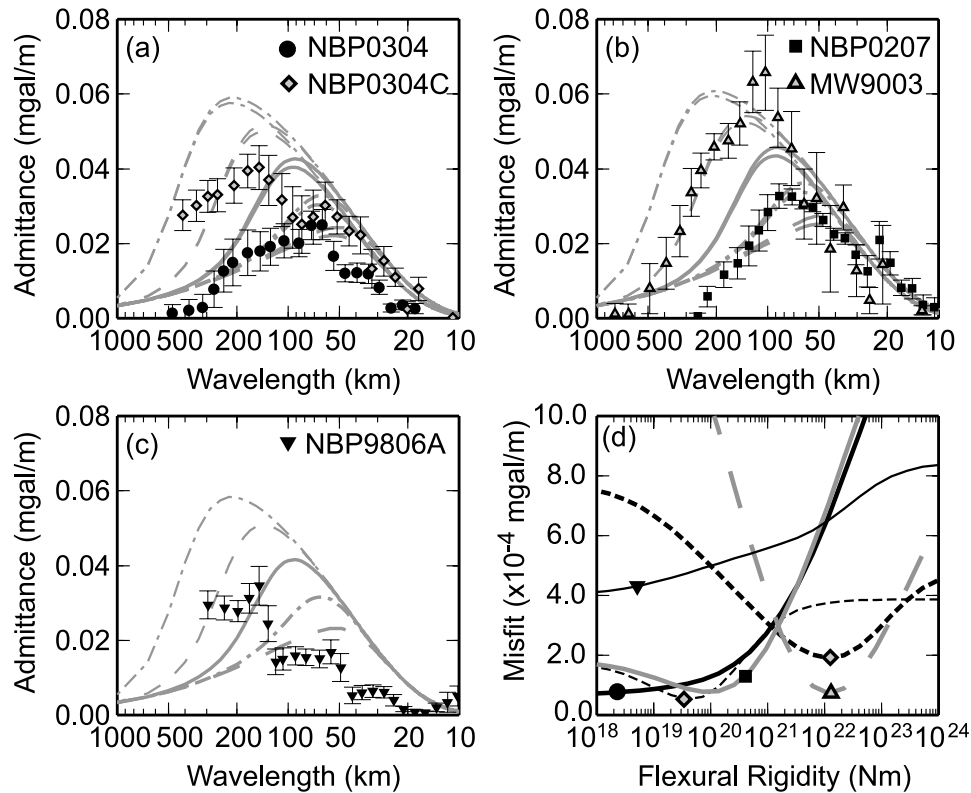 (a)
NBP0304
NBP0304C
Admittance (mgal/m)
0.08
0.06
0.04
0.02
0.00
1000 500 200 100 50 20 10
Wavelength (km)
(b)
NBP0207
MW9003
Admittance (mgal/m)
0.08
0.06
0.04
0.02
0.00
1000 500 200 100 50 20 10
Wavelength (km)
(c)
NBP9806A
Admittance (mgal/m)
0.08
0.06
0.04
0.02
0.00
1000 500 200 100 50 20 10
Wavelength (km)
(d)
Misfit (x10⁻⁴ mgal/m)
10.0
8.0
6.0
4.0
2.0
0.0
10¹⁸ 10¹⁹ 10²⁰ 10²¹ 10²² 10²³ 10²⁴
Flexural Rigidity (Nm)